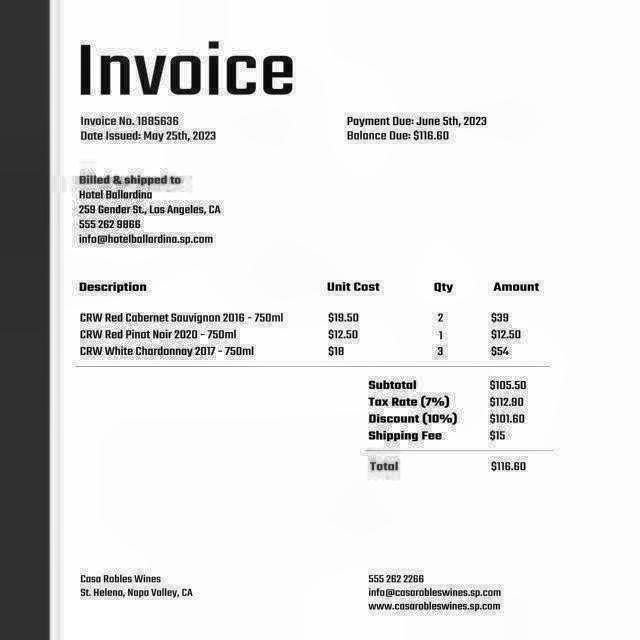 Invoice
Invoice No. 1885636
Date Issued: May 25th, 2023
Payment Due: June 5th, 2023
Balance Due: $116.60
Billed & shipped to
Hotel Ballardina
259 Gender St., Los Angeles, CA
555 262 9866
info@hotelballardina.sp.com
Description Unit Cost Qty Amount
CRW Red Cabernet Sauvignon 2016 - 750ml $19.50 2 $39
CRW Red Pinot Noir 2020 - 750ml $12.50 1 $12.50
CRW White Chardonnay 2017 - 750ml $18 3 $54
Subtotal $105.50
Tax Rate (7%) $112.90
Discount (10%) $101.60
Shipping Fee $15
Total $116.60
Casa Robles Wines
St. Helena, Napa Valley, CA
555 262 2266
info@casarobleswines.sp.com
www.casarobleswines.sp.com